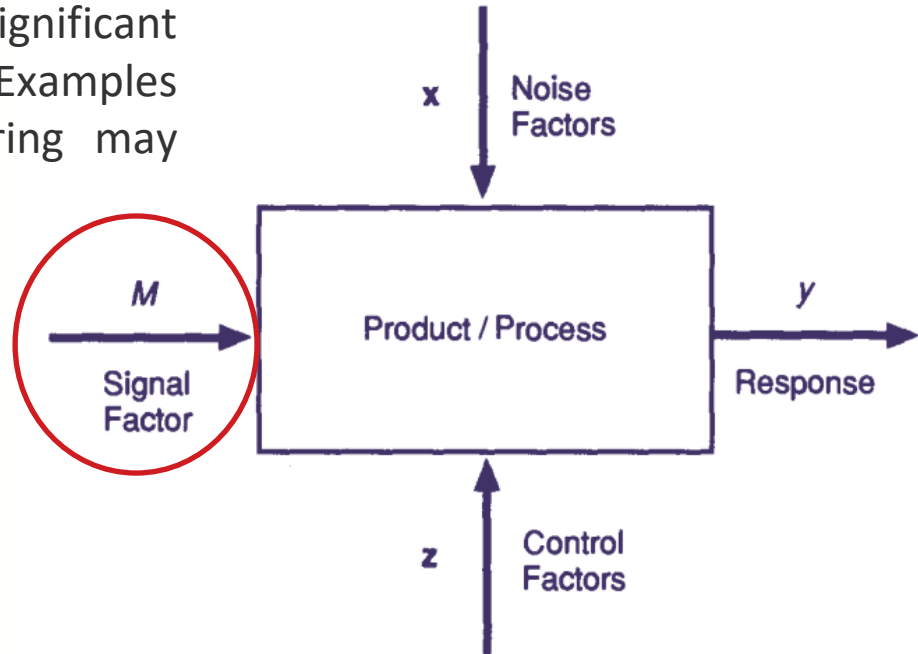 ignificant
Examples
ring may
x
Noise
Factors
M
Signal
Factor
Product / Process
y
Response
z
Control
Factors